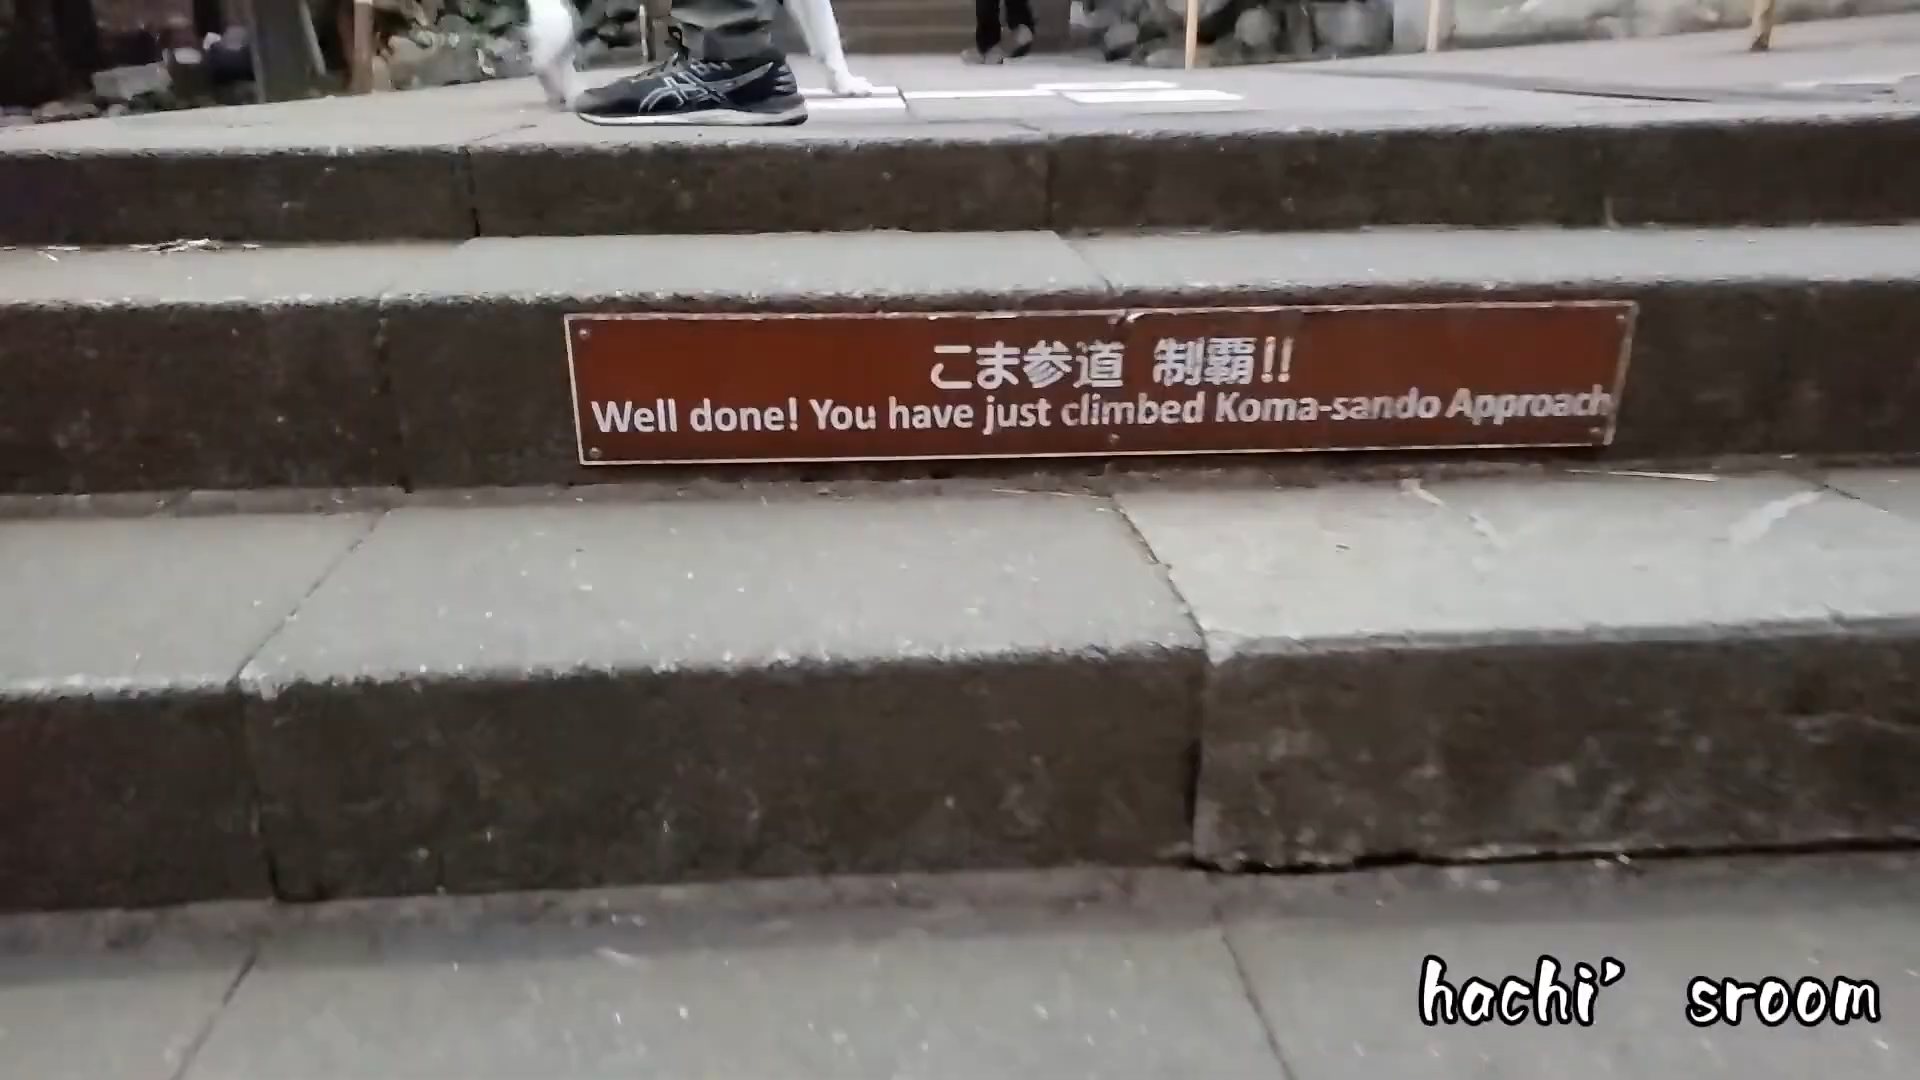 こま参道 制覇!!
Well done! You have just climbed Koma-sando Approach
hachi' sroom